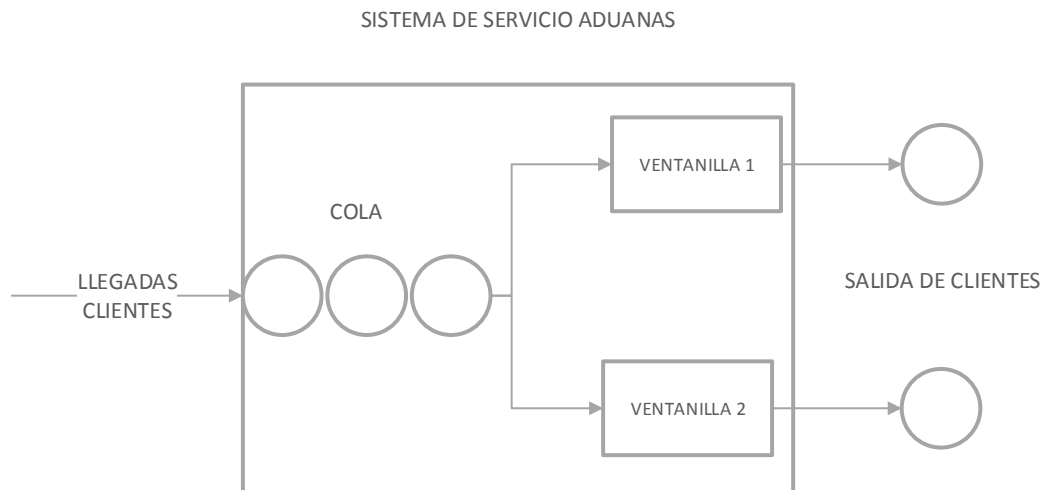 SISTEMA DE SERVICIO ADUANAS
VENTANILLA 1
COLA
LLEGADAS
CLIENTES
SALIDA DE CLIENTES
VENTANILLA 2